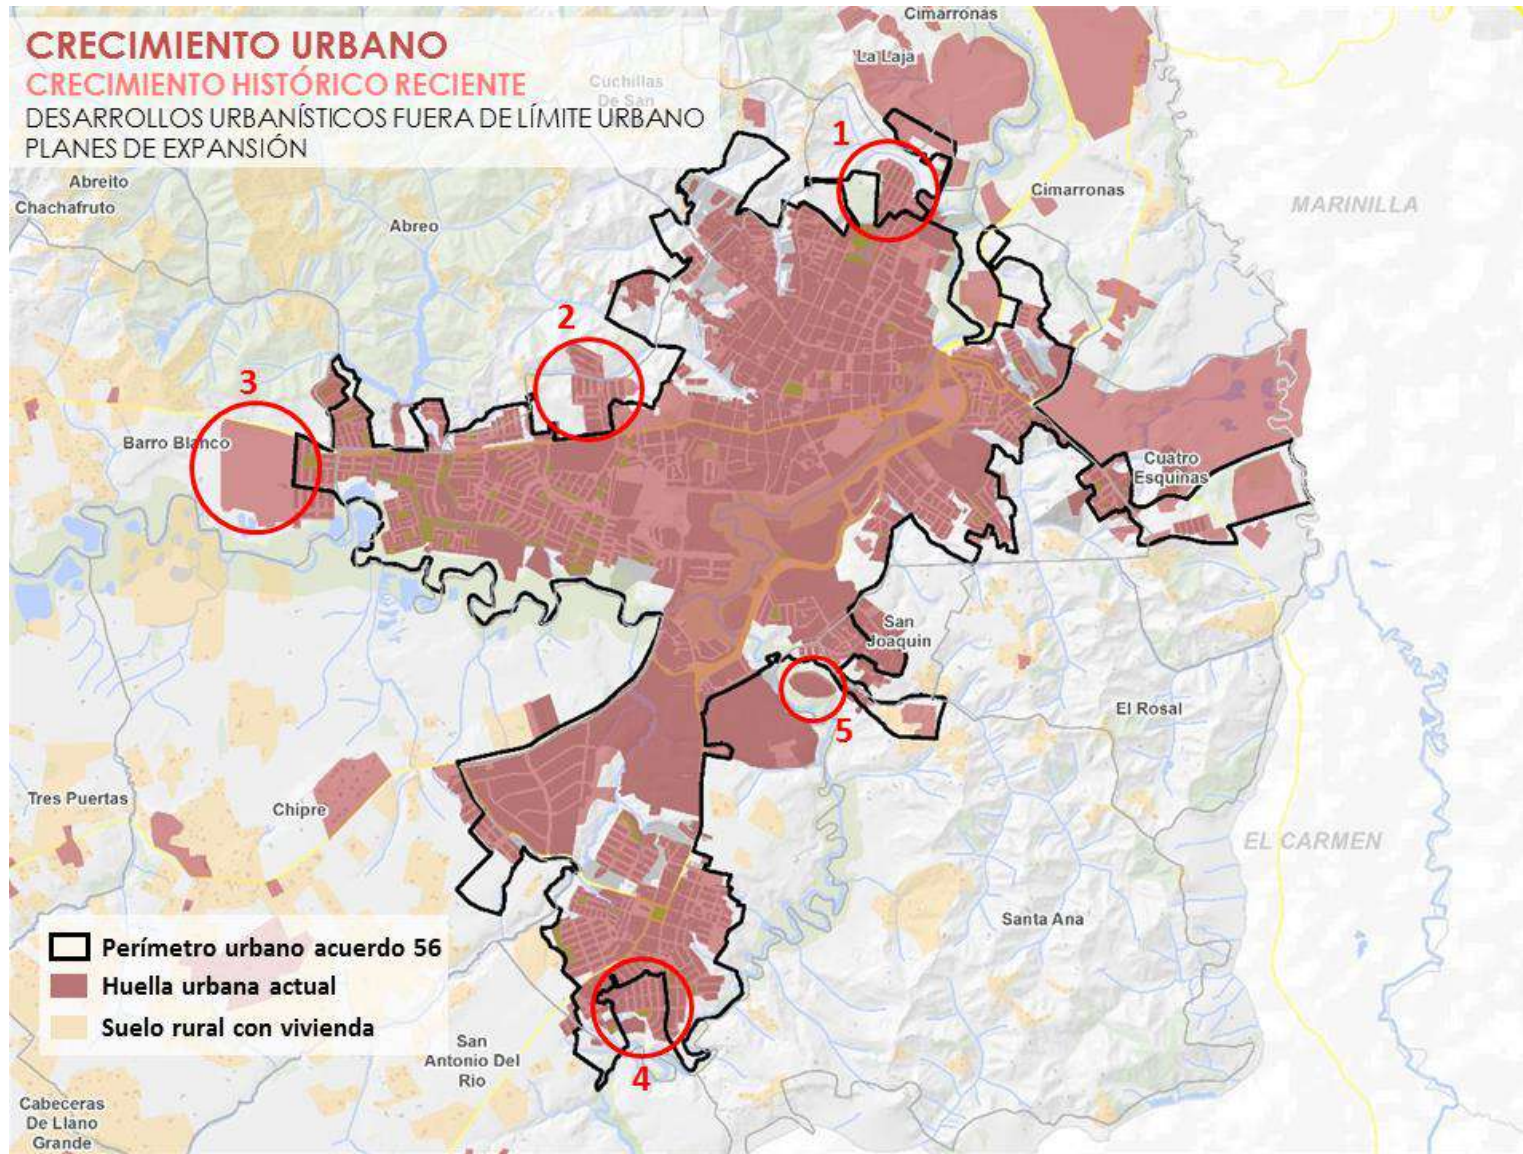 CRECIMIENTO URBANO
CRECIMIENTO HISTÓRICO RECIENTE
DESARROLLOS URBANÍSTICOS FUERA DE LÍMITE URBANO
PLANES DE EXPANSIÓN
Cimarronas
La Laja
Cuchillas
De San
1
Abreito
Chachafruto
Cimarronas
MARINILLA
Abreo
2
3
Barro Blanco
Cuatro
Esquinas
San
Joaquin
El Rosal
5
Tres Puertas
Chipre
EL CARMEN
Santa Ana
Perímetro urbano acuerdo 56
Huella urbana actual
Suelo rural con vivienda
San
Antonio Del
Rio
4
Cabeceras
De Llano
Grande